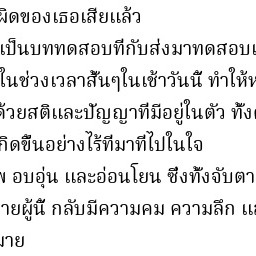 ผิดของเธอเสียแล้ว
เป็นบททดสอบที่กับส่งมาทดสอบ
ในช่วงเวลาสั้นๆในเช้าวันนี้ ทำให้
ด้วยสติและปัญญาที่มีอยู่ในตัว ทั้ง
กิดขึ้นอย่างไร้ที่มาที่ไปในใจ
พ อบอุ่น และอ่อนโยน ซึ่งทั้งจับตา
ายผู้นี้ กลับมีความคม ความลึก แ
มาย